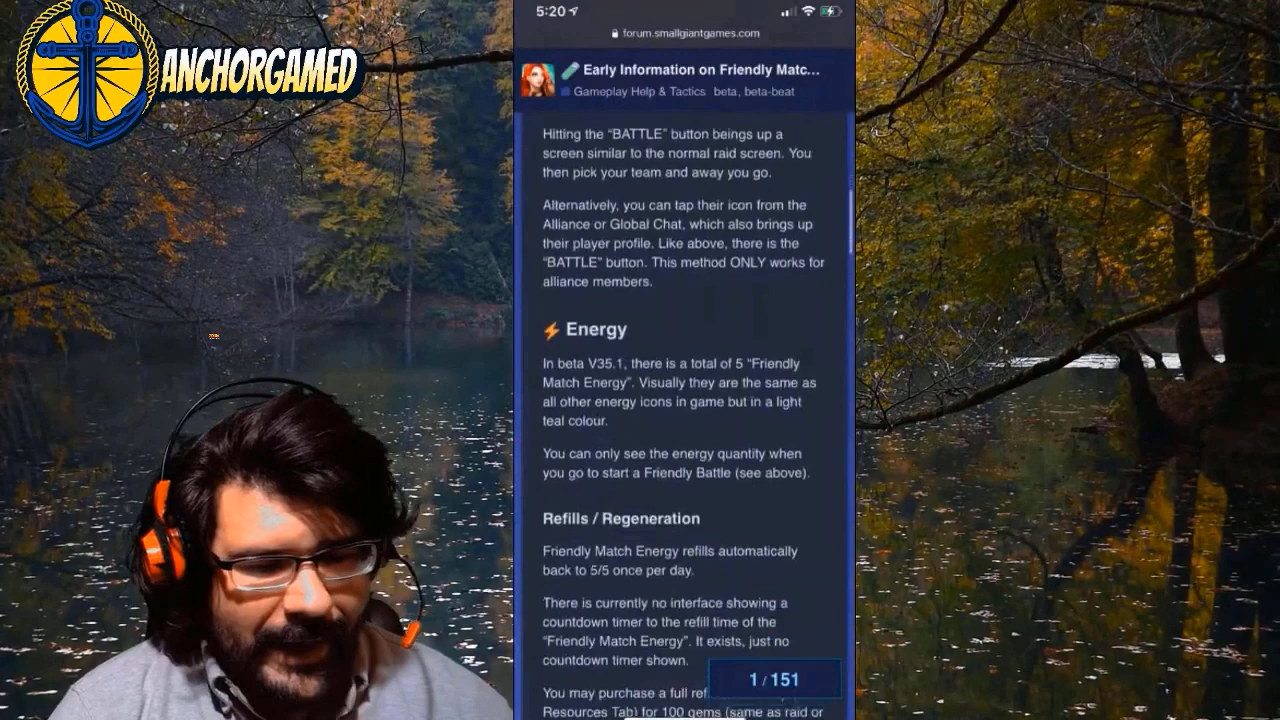 ANCHORGAMED
5:20
forum.smallgiantgames.com
Early Information on Friendly Matc...
Gameplay Help & Tactics beta, beta-beat
Hitting the “BATTLE” button beings up a
screen similar to the normal raid screen. You
then pick your team and away you go.
Alternatively, you can tap their icon from the
Alliance or Global Chat, which also brings up
their player profile. Like above, there is the
“BATTLE” button. This method ONLY works for
alliance members.
Energy
In beta V35.1, there is a total of 5 “Friendly
Match Energy”. Visually they are the same as
all other energy icons in game but in a light
teal colour.
You can only see the energy quantity when
you go to start a Friendly Battle (see above).
Refills / Regeneration
Friendly Match Energy refills automatically
back to 5/5 once per day.
There is currently no interface showing a
countdown timer to the refill time of the
“Friendly Match Energy”. It exists, just no
countdown timer shown.
1 / 151
You may purchase a full ref
Resources Tab) for 100 gems (same as raid or